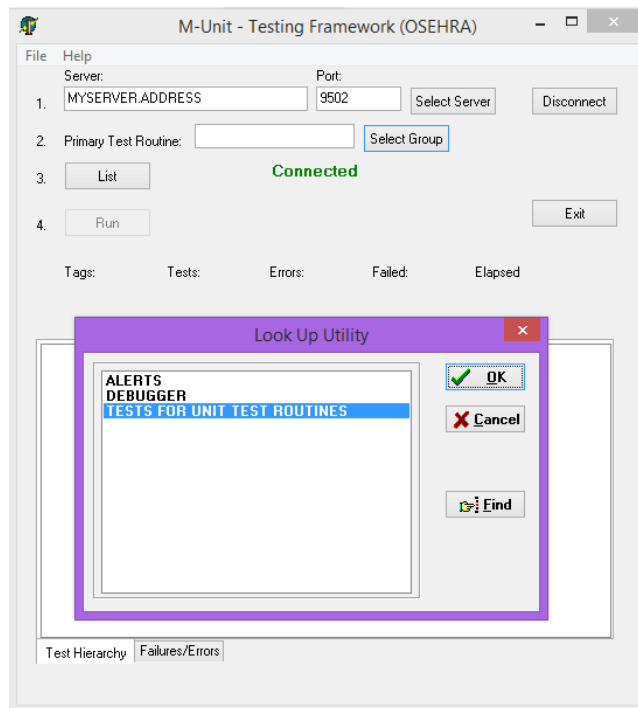 M-Unit - Testing Framework (OSEHRA)
File Help
Server: Port:
1. MYSERVER.ADDRESS 9502 Select Server Disconnect
2. Primary Test Routine: Select Group
3. List Connected
Exit
4. Run
Tags: Tests: Errors: Failed: Elapsed
Look Up Utility
ALERTS
DEBUGGER
TESTS FOR UNIT TEST ROUTINES
OK
Cancel
Find
Test Hierarchy Failures/Errors